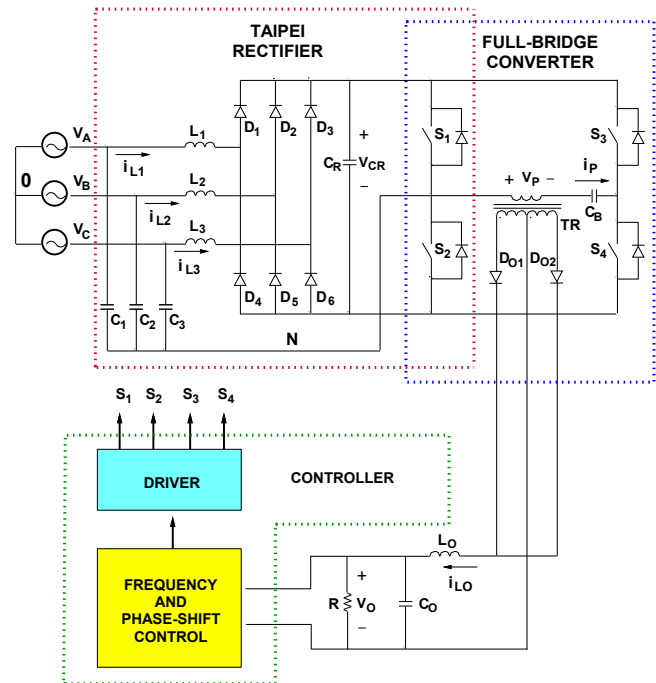 TAIPEI
RECTIFIER
FULL-BRIDGE
CONVERTER
V_A
L_1
D_1
D_2
D_3
S_1
S_3
i_L1
+
C_R
V_CR
−
0
V_B
L_2
i_L2
+ V_P −
i_P
C_B
TR
V_C
L_3
i_L3
S_2
S_4
D_O1
D_O2
D_4
D_5
D_6
C_1
C_2
C_3
N
S_1 S_2 S_3 S_4
DRIVER
CONTROLLER
L_O
i_LO
FREQUENCY
AND
PHASE-SHIFT
CONTROL
+
R
V_O
−
C_O